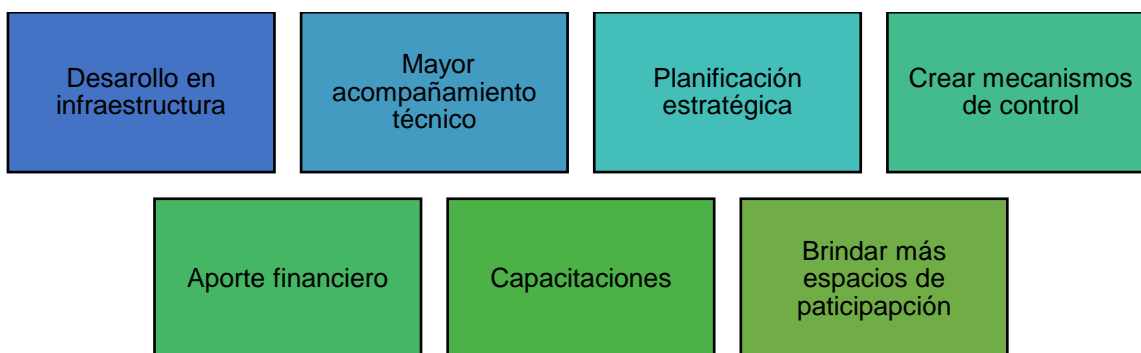 Desarollo en
infraestructura
Mayor
acompañamiento
técnico
Planificación
estratégica
Crear mecanismos
de control
Aporte financiero
Capacitaciones
Brindar más
espacios de
paticipapción